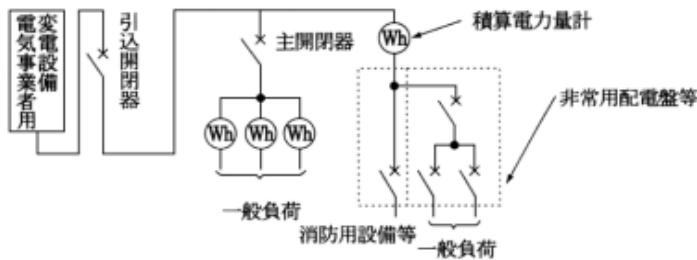 電気事業者用
変電設備
引込開閉器
主開閉器
Wh
積算電力量計
非常用配電盤等
Wh
Wh
Wh
一般負荷
消防用設備等
一般負荷